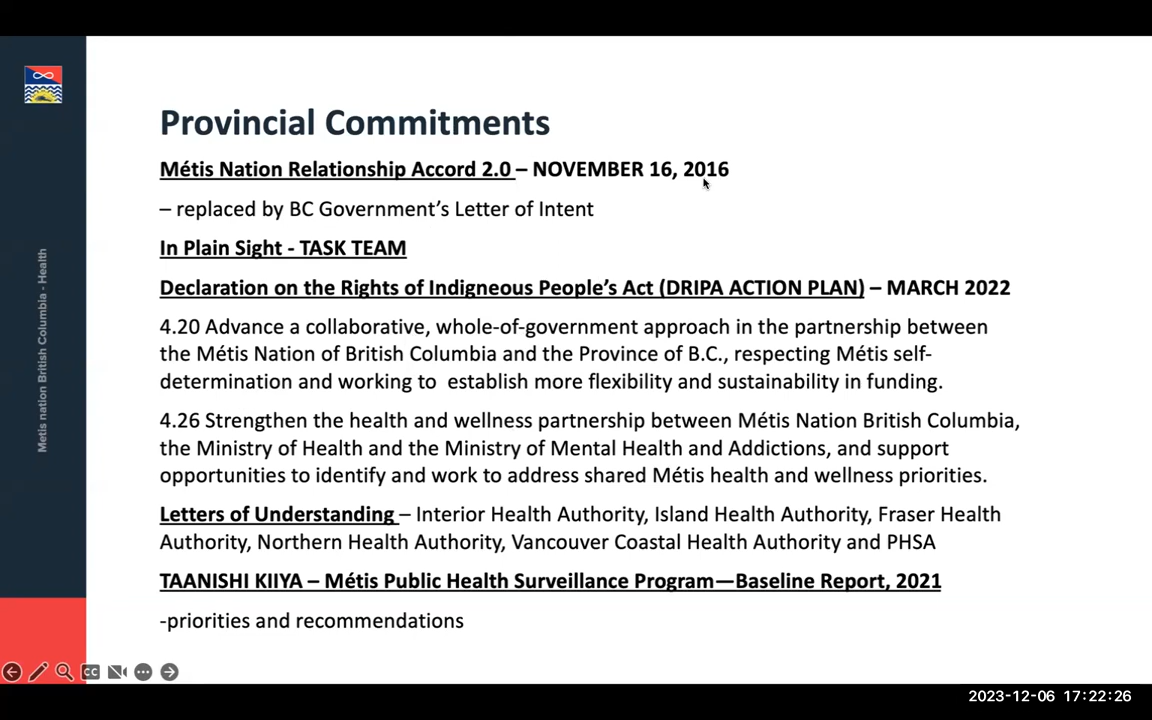 Provincial Commitments
Métis Nation Relationship Accord 2.0 – NOVEMBER 16, 2016
– replaced by BC Government's Letter of Intent
In Plain Sight - TASK TEAM
Declaration on the Rights of Indigneous People's Act (DRIPA ACTION PLAN) – MARCH 2022
4.20 Advance a collaborative, whole-of-government approach in the partnership between
the Métis Nation of British Columbia and the Province of B.C., respecting Métis self-
determination and working to  establish more flexibility and sustainability in funding.
4.26 Strengthen the health and wellness partnership between Métis Nation British Columbia,
the Ministry of Health and the Ministry of Mental Health and Addictions, and support
opportunities to identify and work to address shared Métis health and wellness priorities.
Letters of Understanding – Interior Health Authority, Island Health Authority, Fraser Health
Authority, Northern Health Authority, Vancouver Coastal Health Authority and PHSA
TAANISHI KIIYA – Métis Public Health Surveillance Program—Baseline Report, 2021
-priorities and recommendations
Metis nation British Columbia - Health
CC
2023-12-06 17:22:26